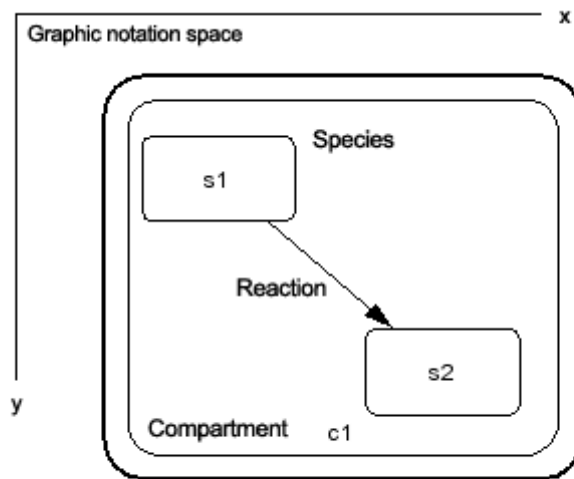 x
Graphic notation space
Species
s1
Reaction
s2
y
Compartment c1